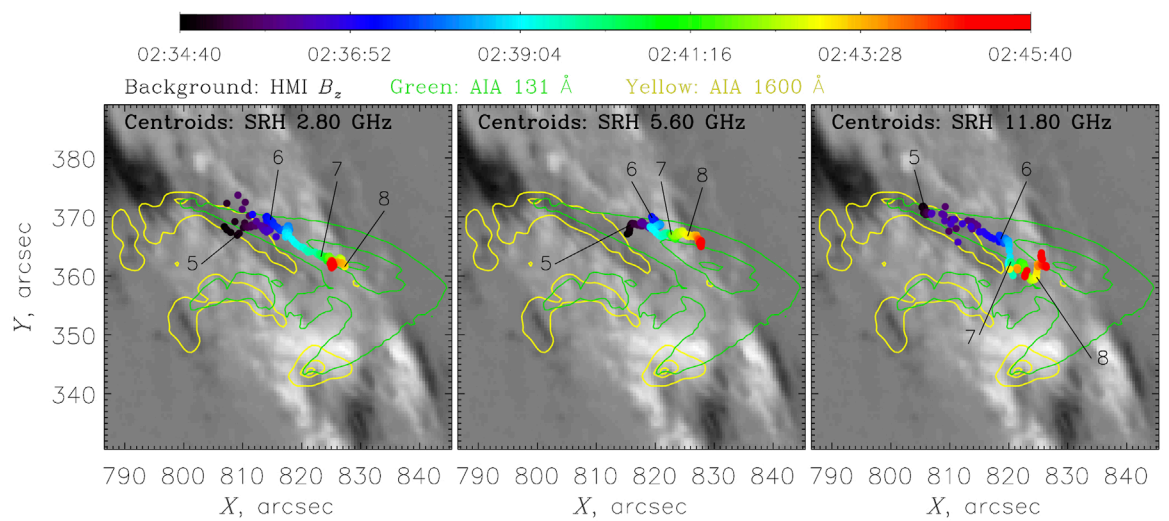 02:34:40 02:36:52 02:39:04 02:41:16 02:43:28 02:45:40
Background: HMI Bz Green: AIA 131 Å Yellow: AIA 1600 Å
Centroids: SRH 2.80 GHz Centroids: SRH 5.60 GHz Centroids: SRH 11.80 GHz
5 6 7 8
5 6 7 8
5 6 7 8
Y, arcsec
380
370
360
350
340
790 800 810 820 830 840 790 800 810 820 830 840 790 800 810 820 830 840
X, arcsec X, arcsec X, arcsec